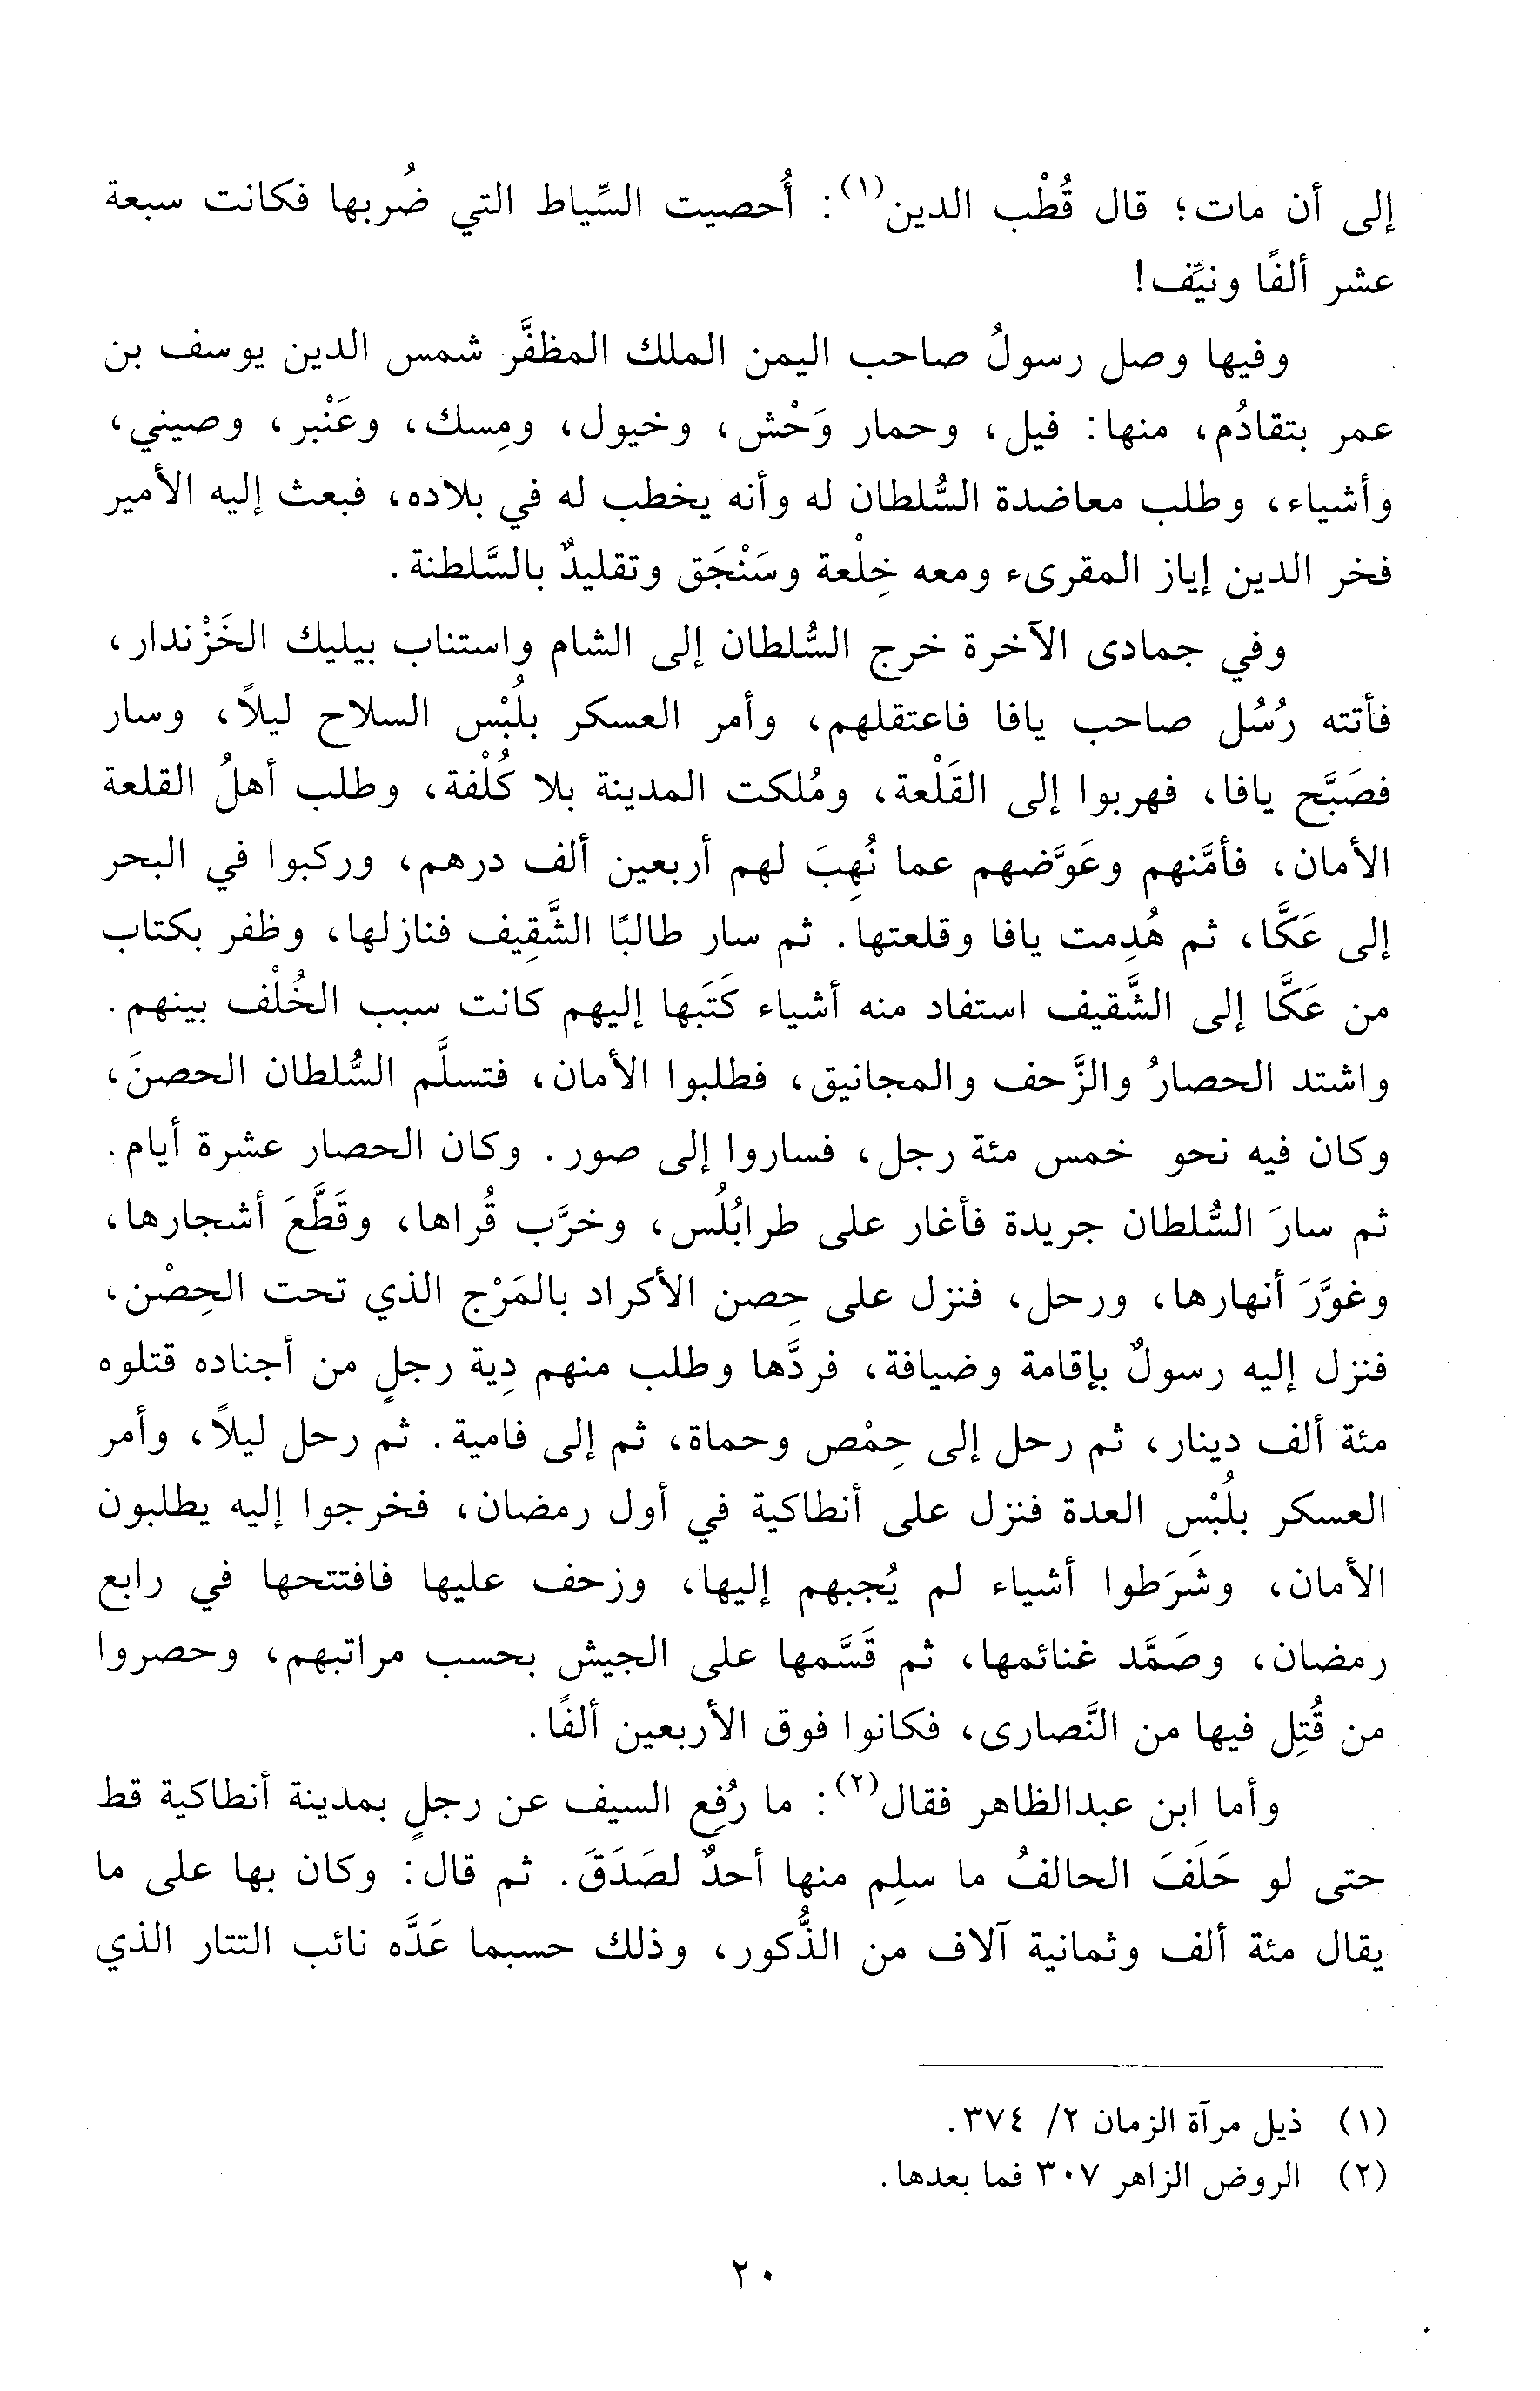 إلى أن مات؛ قال قُطْب الدين(١): أُحصيت السِّياط التي ضُربها فكانت سبعة
عشر ألفًا ونيِّف!
وفيها وصل رسولُ صاحب اليمن الملك المظفَّر شمس الدين يوسف بن
عمر بتقادُم، منها: فيل، وحمار وَحْش، وخيول، ومِسك، وعَنْبر، وصيني،
وأشياء، وطلب معاضدة السُّلطان له وأنه يخطب له في بلاده، فبعث إليه الأمير
فخر الدين إياز المقرىء ومعه خِلْعة وسَنْجَق وتقليدٌ بالسَّلطنة.
وفي جمادى الآخرة خرج السُّلطان إلى الشام واستناب بيليك الخَزْندار،
فأتته رُسُل صاحب يافا فاعتقلهم، وأمر العسكر بلُبْس السلاح ليلاً، وسار
فصَبَّح يافا، فهربوا إلى القَلْعة، ومُلكت المدينة بلا كُلْفة، وطلب أهلُ القلعة
الأمان، فأمَّنهم وعَوَّضهم عما نُهِبَ لهم أربعين ألف درهم، وركبوا في البحر
إلى عَكَّا، ثم هُدِمت يافا وقلعتها. ثم سار طالبًا الشَّقِيف فنازلها، وظفر بكتاب
من عَكَّا إلى الشَّقيف استفاد منه أشياء كَتَبها إليهم كانت سبب الخُلْف بينهم.
واشتد الحصارُ والزَّحف والمجانيق، فطلبوا الأمان، فتسلَّم السُّلطان الحصنَ،
وكان فيه نحو خمس مئة رجل، فساروا إلى صور. وكان الحصار عشرة أيام.
ثم سارَ السُّلطان جريدة فأغار على طرابُلُس، وخرَّب قُراها، وقَطَّعَ أشجارها،
وغوَّرَ أنهارها، ورحل، فنزل على حِصن الأكراد بالمَرْج الذي تحت الحِصْن،
فنزل إليه رسولٌ بإقامة وضيافة، فردَّها وطلب منهم دِية رجلٍ من أجناده قتلوه
مئة ألف دينار، ثم رحل إلى حِمْص وحماة، ثم إلى فامية. ثم رحل ليلاً، وأمر
العسكر بلُبْس العدة فنزل على أنطاكية في أول رمضان، فخرجوا إليه يطلبون
الأمان، وشَرَطوا أشياء لم يُجبهم إليها، وزحف عليها فافتتحها في رابع
رمضان، وصَمَّد غنائمها، ثم قَسَّمها على الجيش بحسب مراتبهم، وحصروا
من قُتِل فيها من النَّصارى، فكانوا فوق الأربعين ألفًا.
وأما ابن عبدالظاهر فقال(٢): ما رُفِع السيف عن رجلٍ بمدينة أنطاكية قط
حتى لو حَلَفَ الحالفُ ما سلِم منها أحدٌ لصَدَقَ. ثم قال: وكان بها على ما
يقال مئة ألف وثمانية آلاف من الذُّكور، وذلك حسبما عَدَّه نائب التتار الذي
(١) ذيل مرآة الزمان ٢/ ٣٧٤.
(٢) الروض الزاهر ٣٠٧ فما بعدها.
٢٠